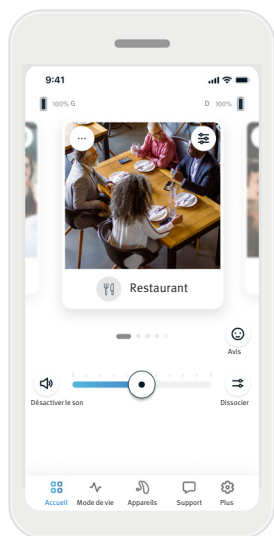 9:41
100% G
D 100%
Restaurant
Avis
Désactiver le son
Dissocier
Accueil
Mode de vie
Appareils
Support
Plus